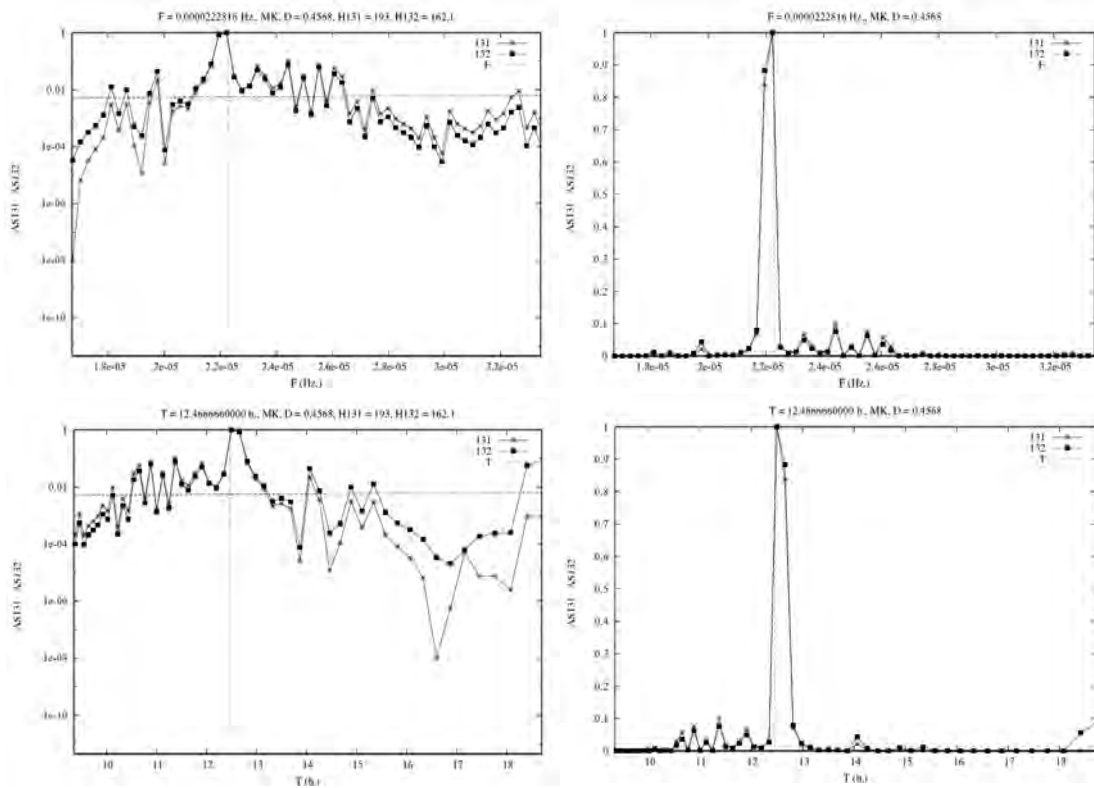 F = 0.0000222816 Hz., MK, D = 0.4568, H131 = 193, H132 = 162.1
1
0.01
1e-04
1e-06
1e-08
1e-10
AS131 AS132
131
132
F
1.8e-05 2e-05 2.2e-05 2.4e-05 2.6e-05 2.8e-05 3e-05 3.2e-05
F (Hz.)
F = 0.0000222816 Hz., MK, D = 0.4568
1
0.9
0.8
0.7
0.6
0.5
0.4
0.3
0.2
0.1
0
AS131 AS132
131
132
F
1.8e-05 2e-05 2.2e-05 2.4e-05 2.6e-05 2.8e-05 3e-05 3.2e-05
F (Hz.)
T = 12.4666660000 h., MK, D = 0.4568, H131 = 193, H132 = 162.1
1
0.01
1e-04
1e-06
1e-08
1e-10
AS131 AS132
131
132
T
10 11 12 13 14 15 16 17 18
T (h.)
T = 12.4666660000 h., MK, D = 0.4568
1
0.9
0.8
0.7
0.6
0.5
0.4
0.3
0.2
0.1
0
AS131 AS132
131
132
T
10 11 12 13 14 15 16 17 18
T (h.)